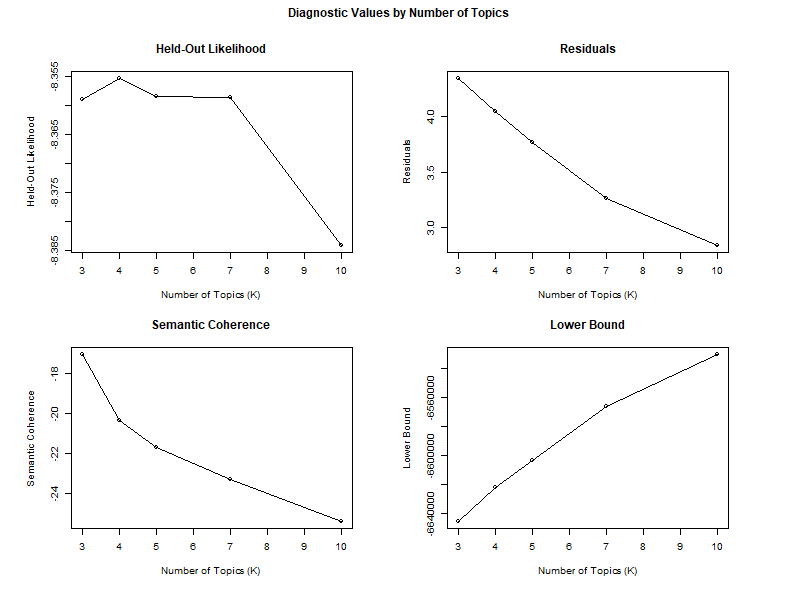 Diagnostic Values by Number of Topics
Held-Out Likelihood
Held-Out Likelihood
-8.355
-8.365
-8.375
-8.385
3 4 5 6 7 8 9 10
Number of Topics (K)
Residuals
Residuals
4.0
3.5
3.0
3 4 5 6 7 8 9 10
Number of Topics (K)
Semantic Coherence
Semantic Coherence
-18
-20
-22
-24
3 4 5 6 7 8 9 10
Number of Topics (K)
Lower Bound
Lower Bound
-6560000
-6600000
-6640000
3 4 5 6 7 8 9 10
Number of Topics (K)